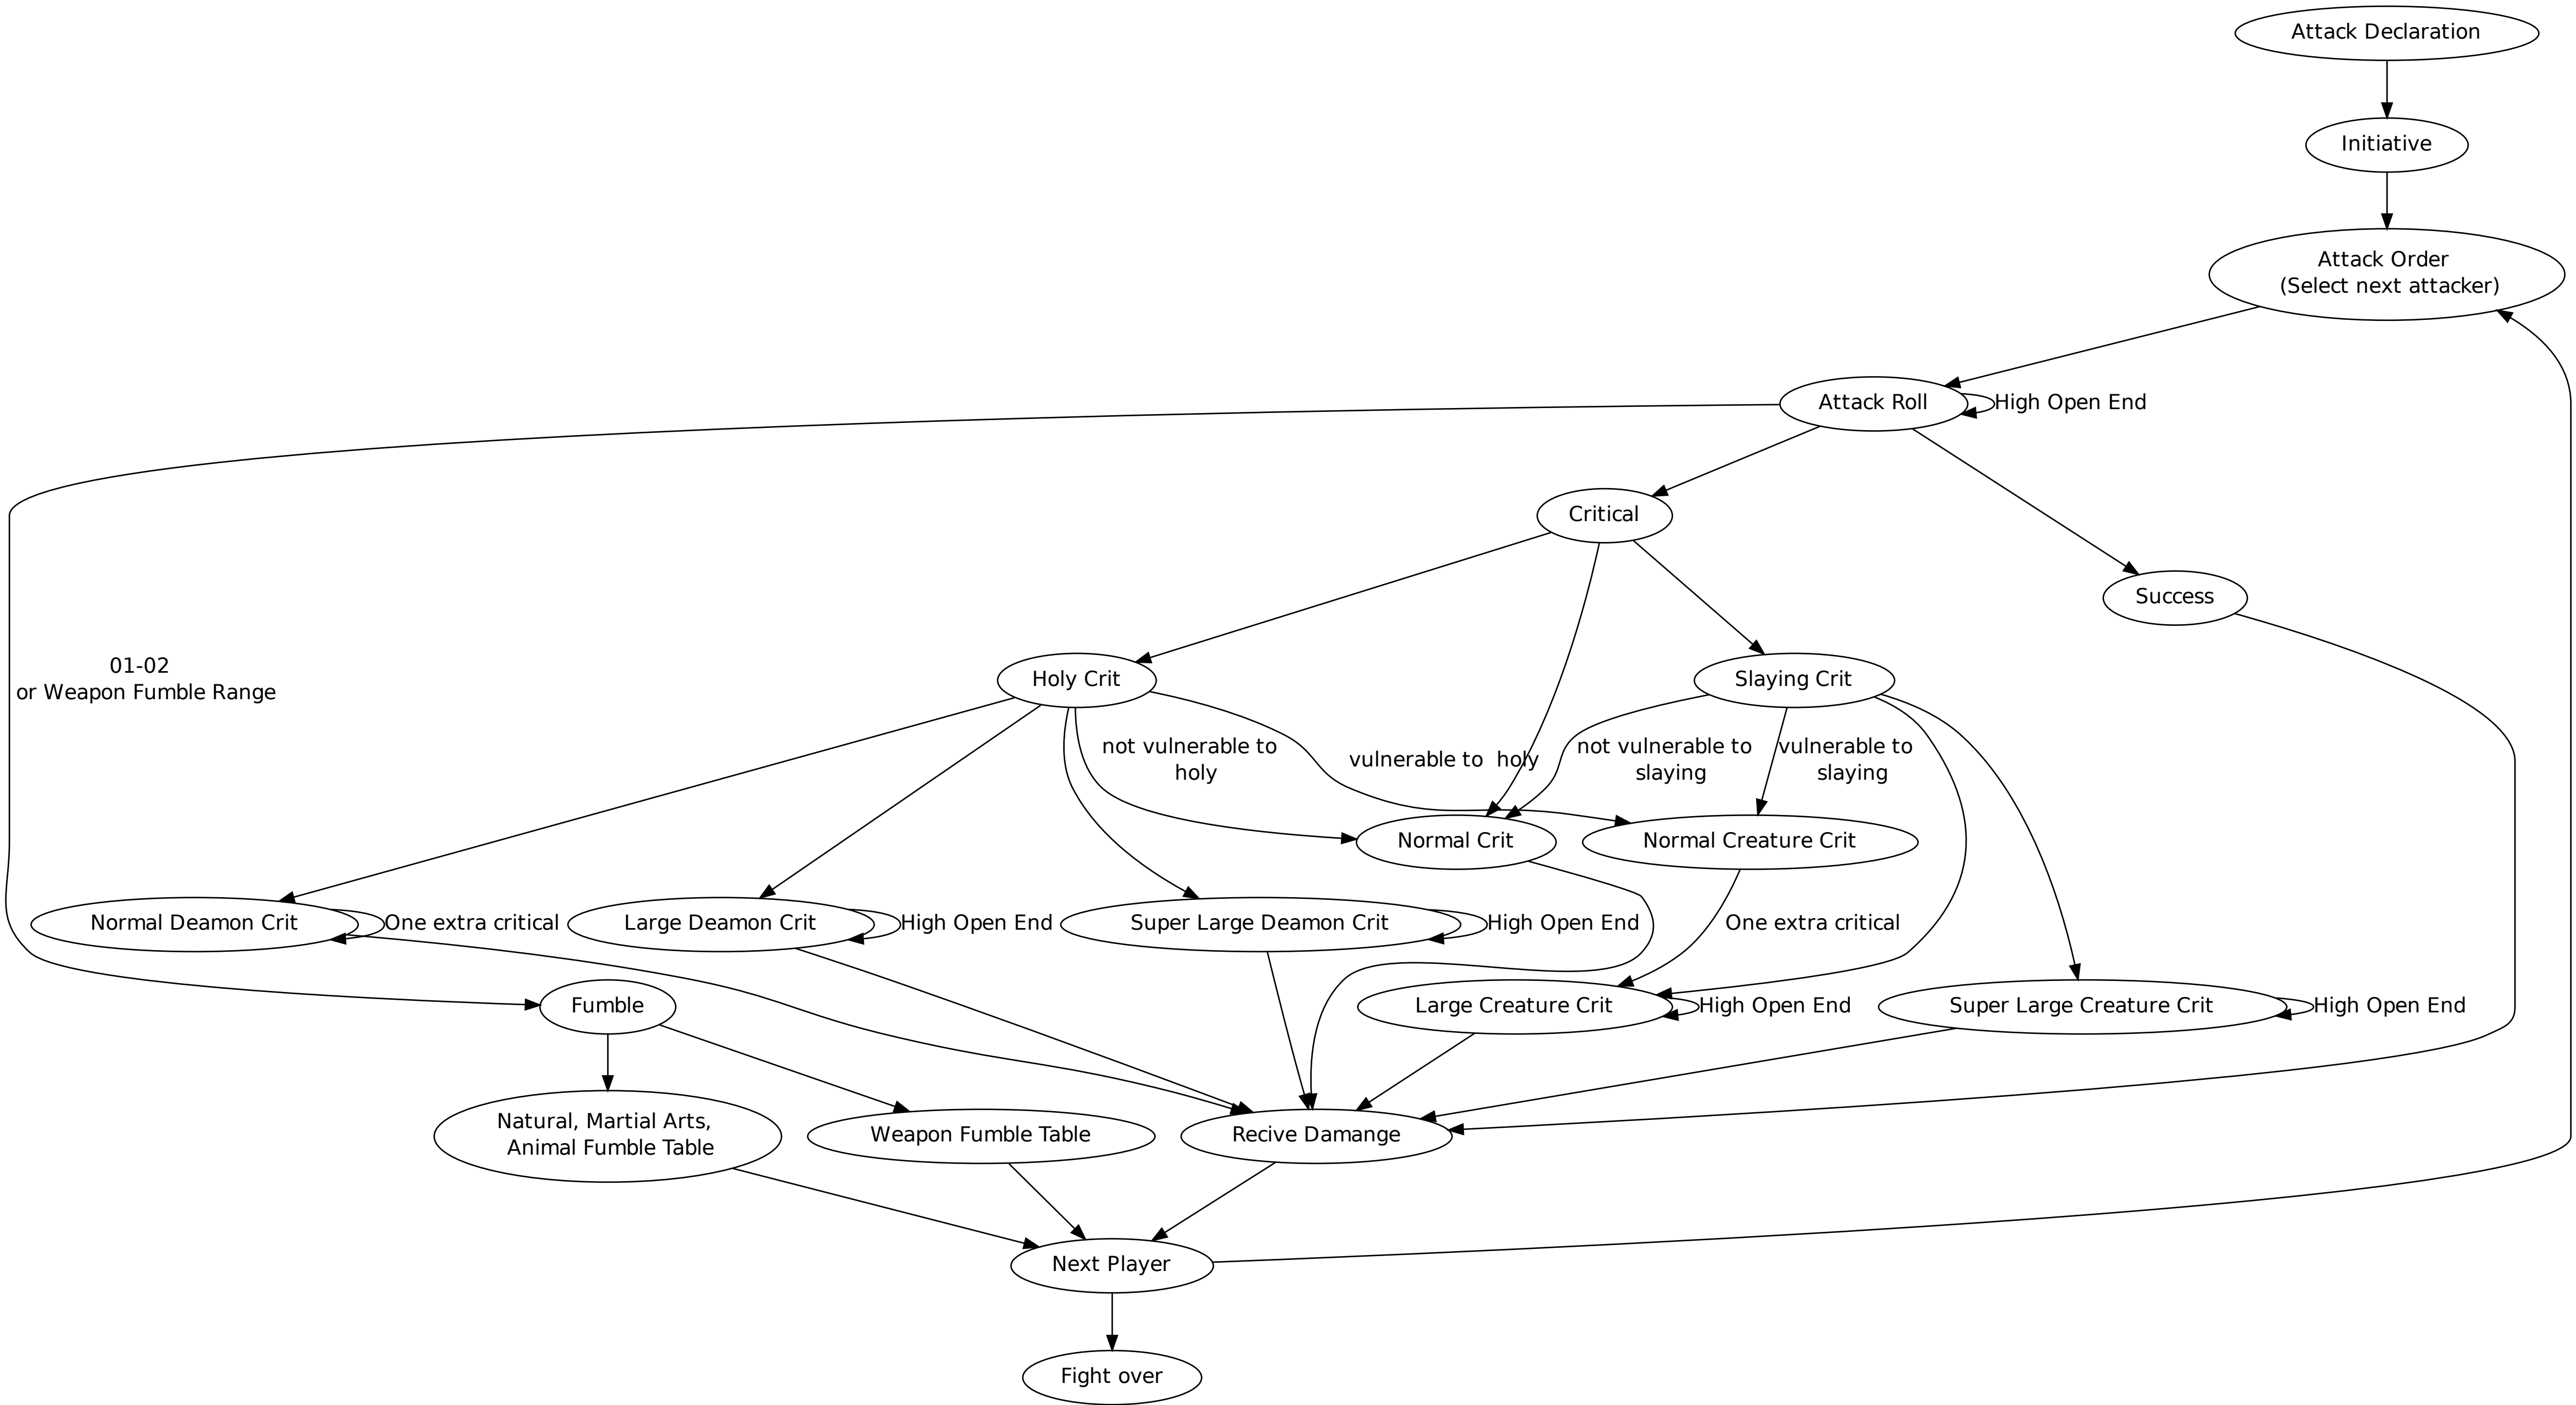 Attack Declaration
Initiative
Attack Order
(Select next attacker)
Attack Roll
High Open End
Critical
Success
01-02
or Weapon Fumble Range
Holy Crit
Slaying Crit
not vulnerable to
holy
vulnerable to  holy
not vulnerable to
slaying
vulnerable to
slaying
Normal Crit
Normal Creature Crit
Normal Deamon Crit
One extra critical
Large Deamon Crit
High Open End
Super Large Deamon Crit
High Open End
One extra critical
Fumble
Large Creature Crit
High Open End
Super Large Creature Crit
High Open End
Natural, Martial Arts,
Animal Fumble Table
Weapon Fumble Table
Recive Damange
Next Player
Fight over